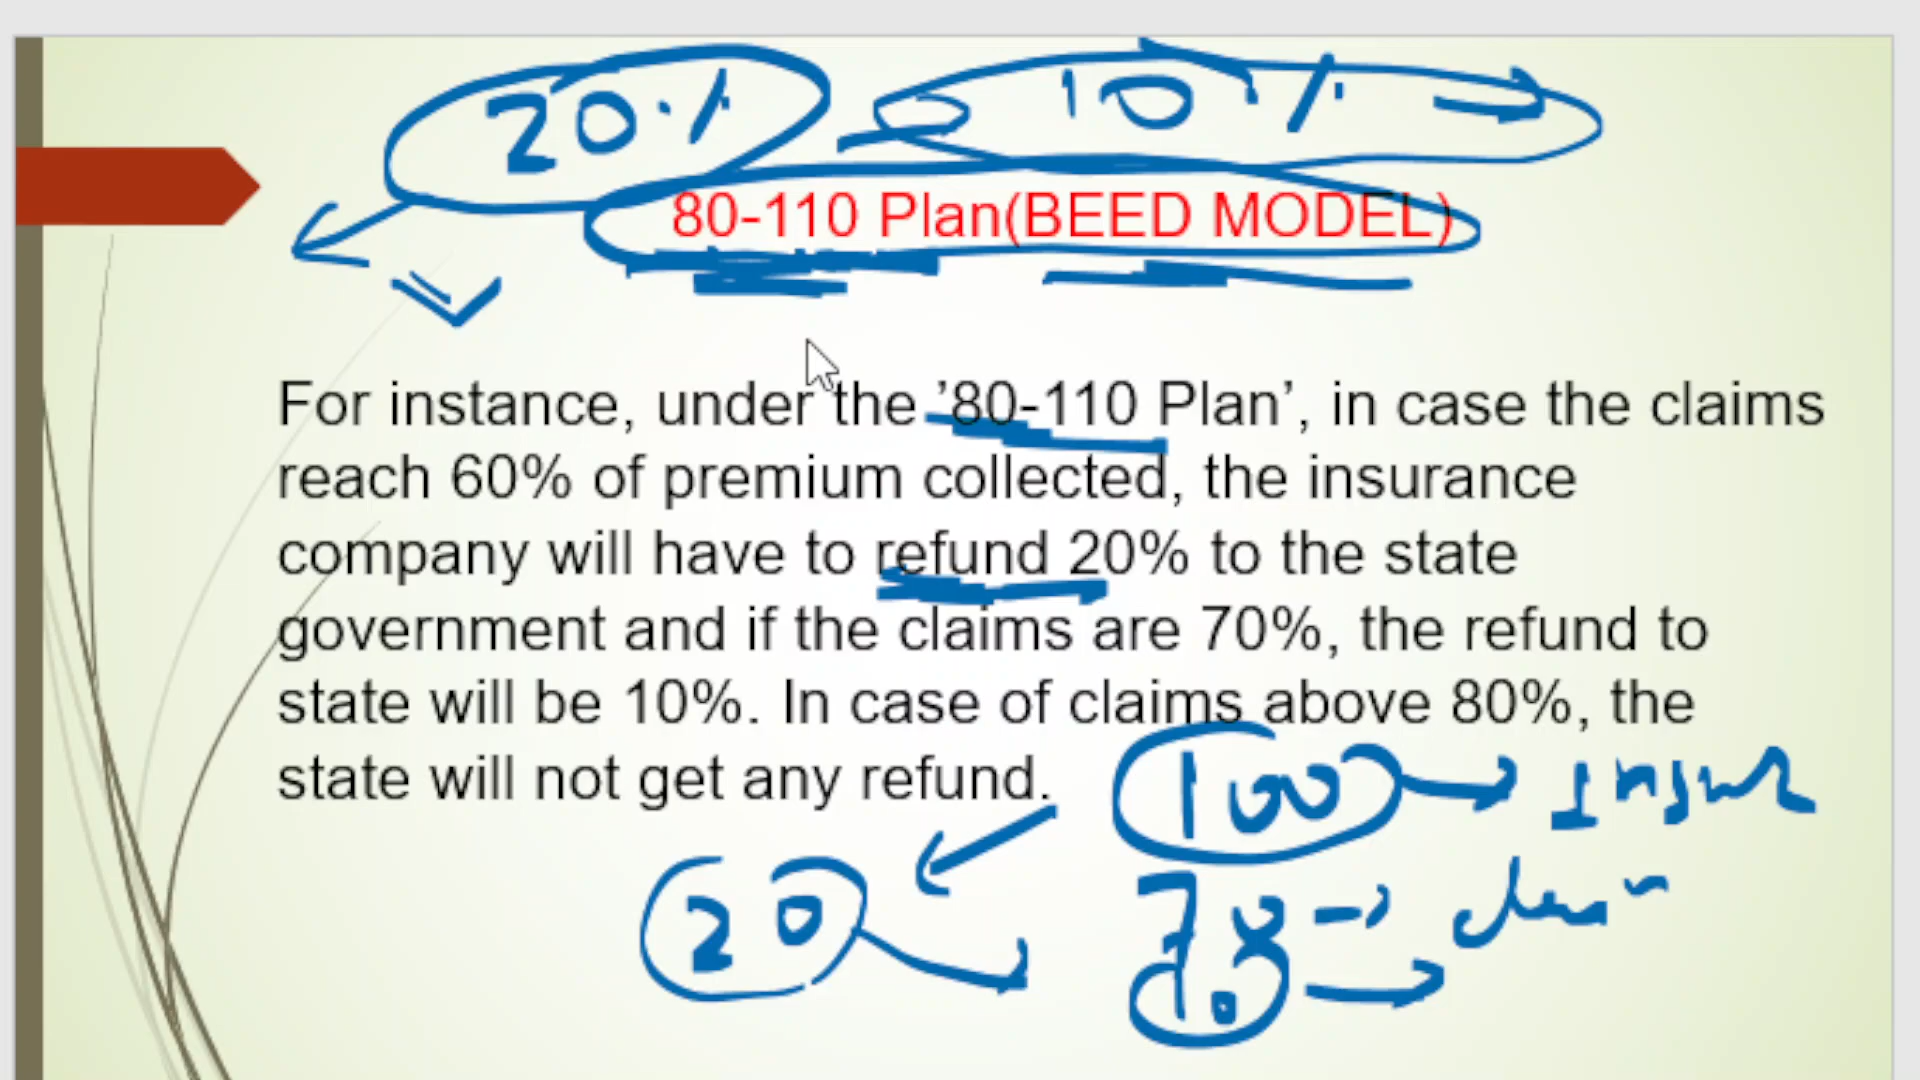 20% 10%
80-110 Plan(BEED MODEL)
For instance, under the ’80-110 Plan’, in case the claims
reach 60% of premium collected, the insurance
company will have to refund 20% to the state
government and if the claims are 70%, the refund to
state will be 10%. In case of claims above 80%, the
state will not get any refund.
100
20
10